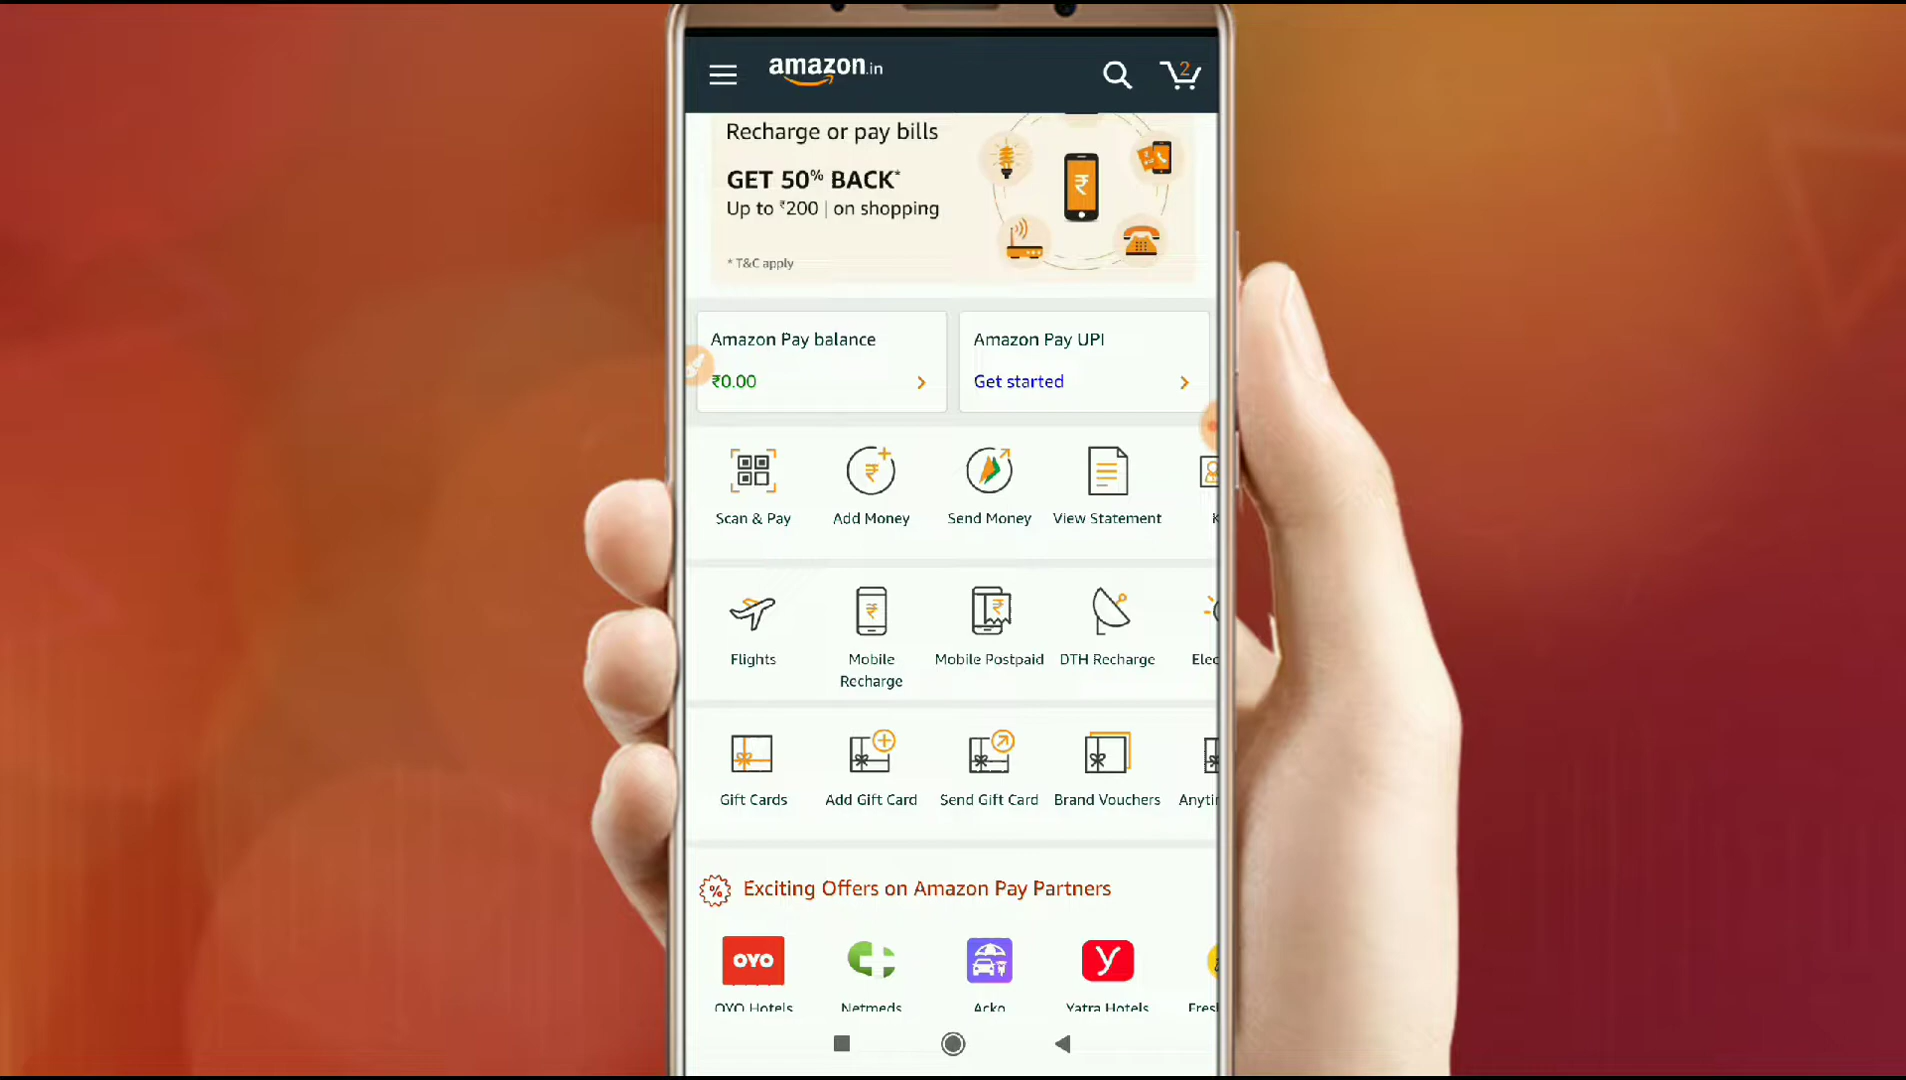 amazon.in
2
Recharge or pay bills
GET 50% BACK*
Up to ₹200 | on shopping
* T&C apply
Amazon Pay balance
₹0.00
Amazon Pay UPI
Get started
Scan & Pay
Add Money
Send Money
View Statement
K
Flights
Mobile
Recharge
Mobile Postpaid
DTH Recharge
Elec
Gift Cards
Add Gift Card
Send Gift Card
Brand Vouchers
Anytim
Exciting Offers on Amazon Pay Partners
OYO
OYO Hotels
Netmeds
Acko
Y
Yatra Hotels
Fresh